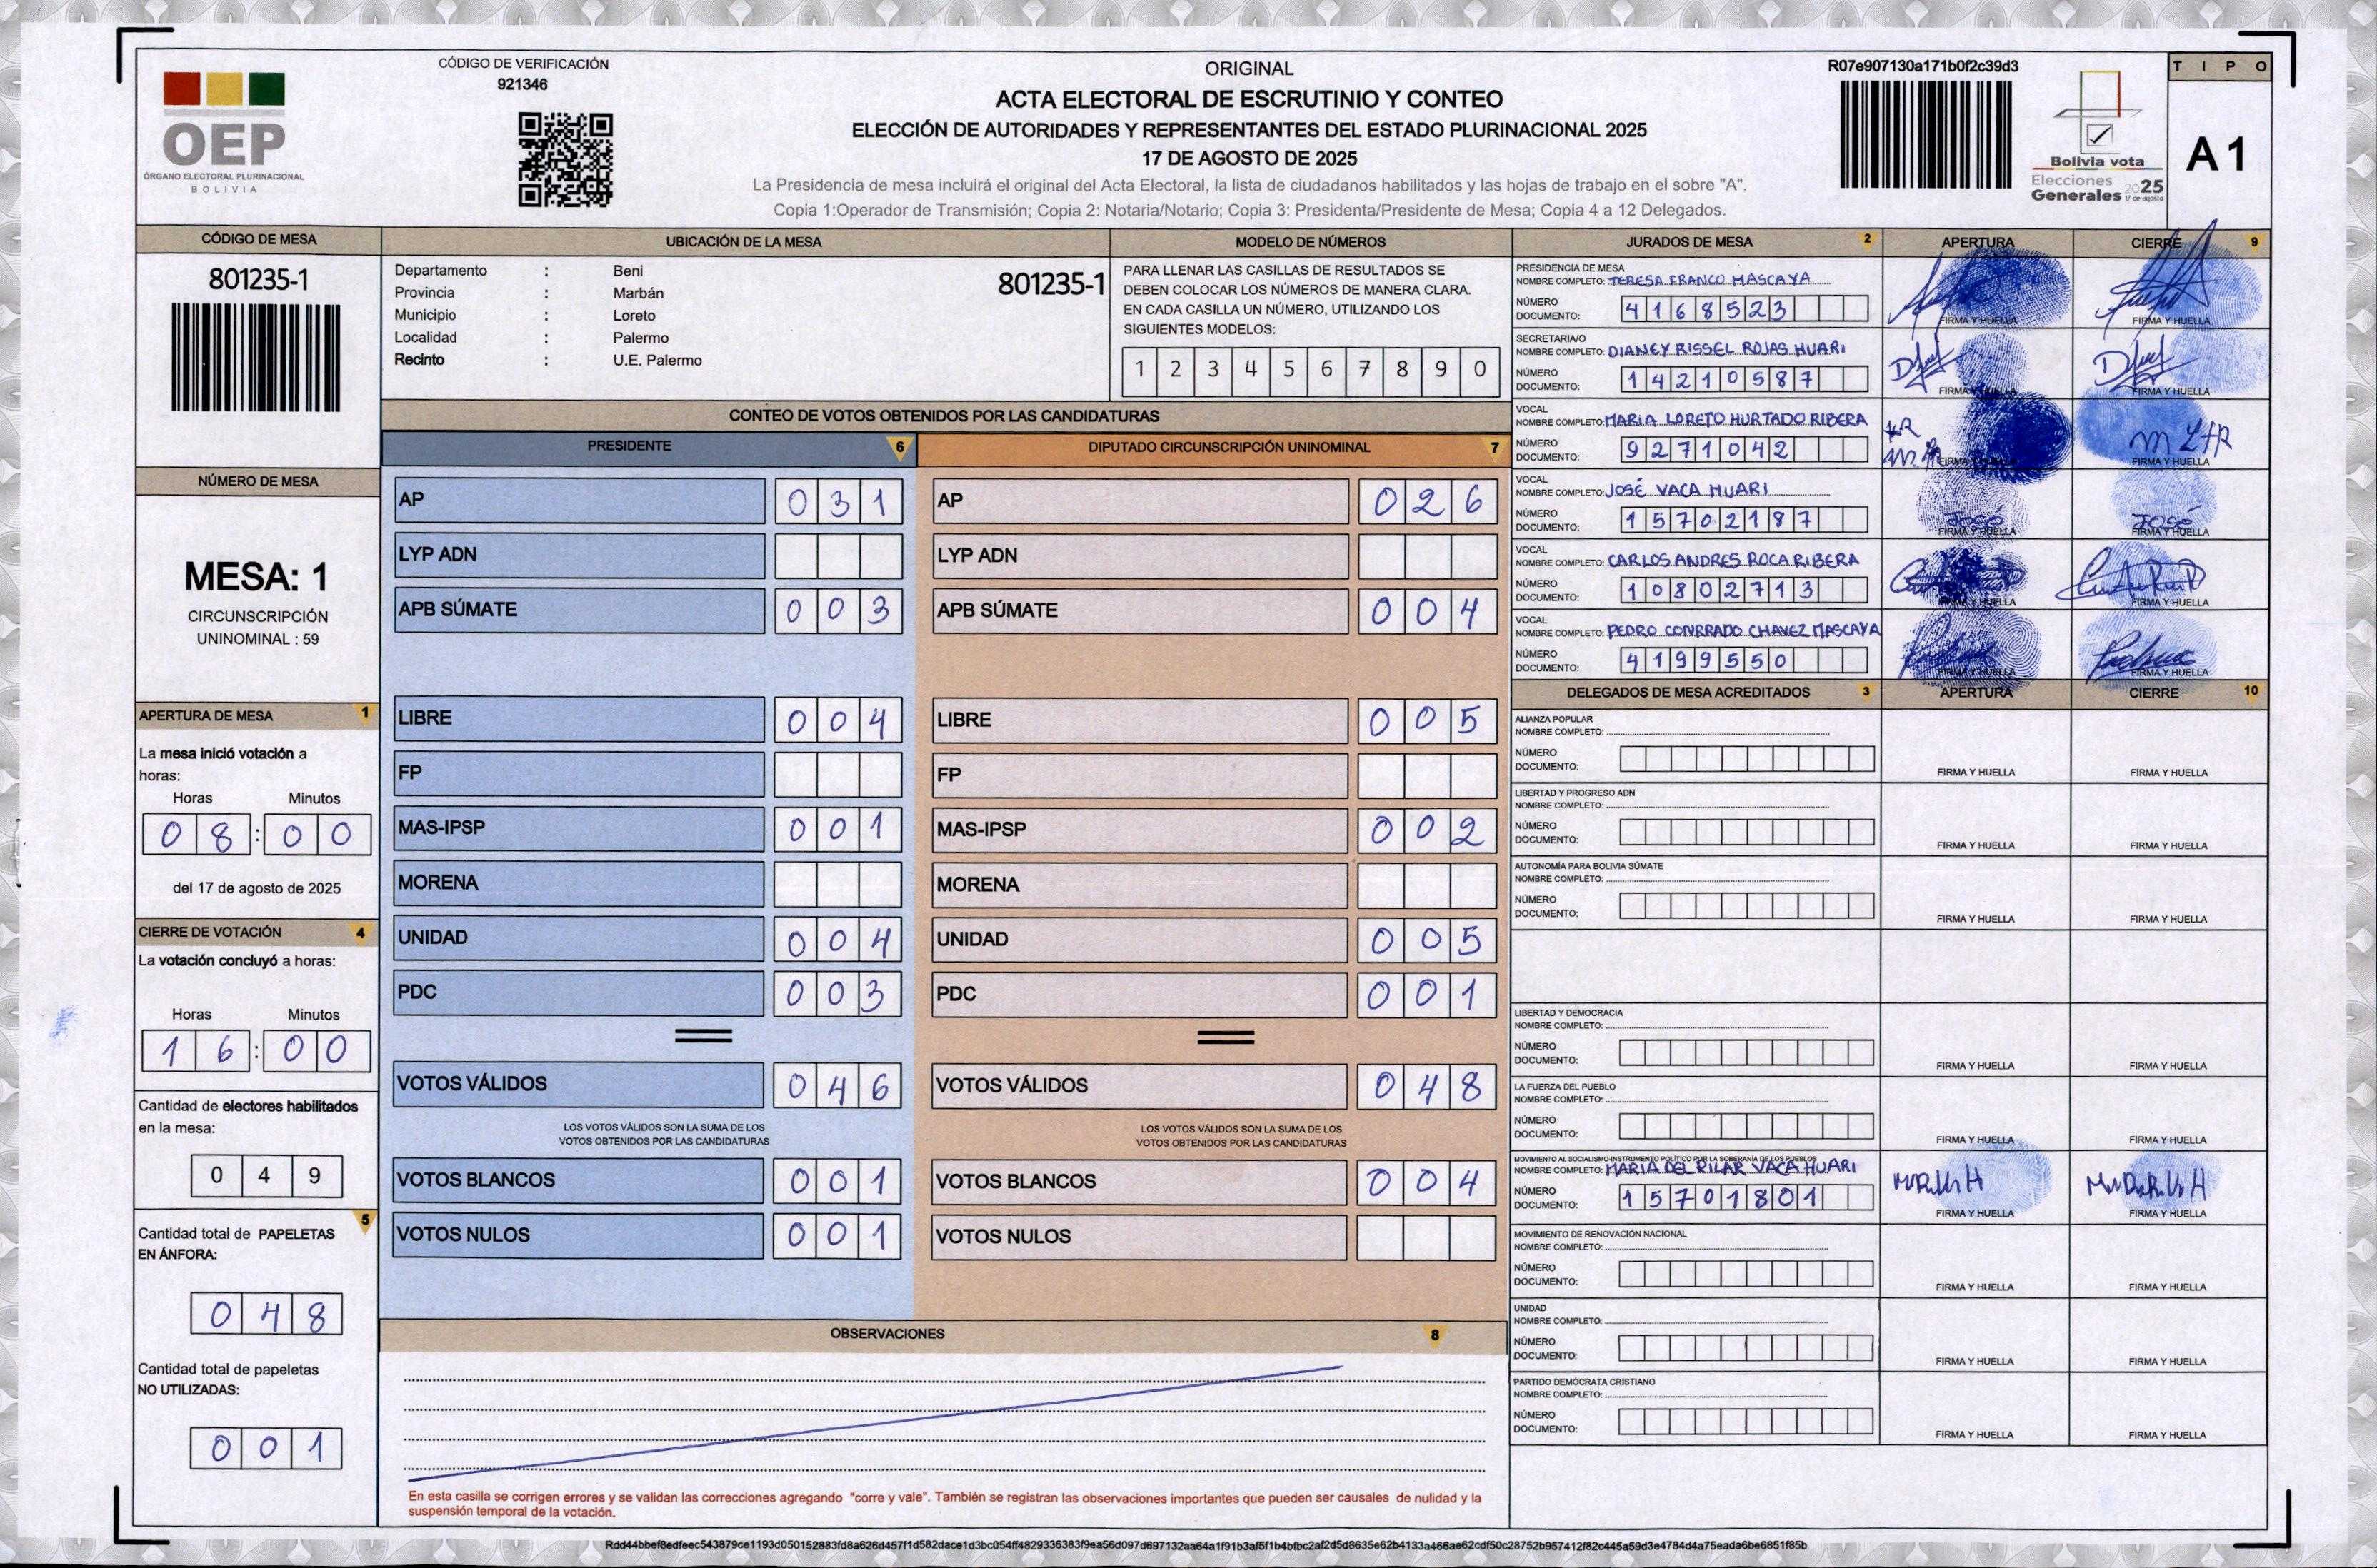 CÓDIGO DE VERIFICACIÓN
921346
OEP
ÓRGANO ELECTORAL PLURINACIONAL
BOLIVIA
ORIGINAL
ACTA ELECTORAL DE ESCRUTINIO Y CONTEO
ELECCIÓN DE AUTORIDADES Y REPRESENTANTES DEL ESTADO PLURINACIONAL 2025
17 DE AGOSTO DE 2025
La Presidencia de mesa incluirá el original del Acta Electoral, la lista de ciudadanos habilitados y las hojas de trabajo en el sobre "A".
Copia 1:Operador de Transmisión; Copia 2: Notaria/Notario; Copia 3: Presidenta/Presidente de Mesa; Copia 4 a 12 Delegados.
R07e907130a171b0f2c39d3
Bolivia vota
Elecciones
Generales 2025
17 de agosto
TIPO
A1
CÓDIGO DE MESA
801235-1
NÚMERO DE MESA
MESA: 1
CIRCUNSCRIPCIÓN
UNINOMINAL : 59
APERTURA DE MESA 1
La mesa inició votación a
horas:
Horas Minutos
08:00
del 17 de agosto de 2025
CIERRE DE VOTACIÓN 4
La votación concluyó a horas:
Horas Minutos
16:00
Cantidad de electores habilitados
en la mesa:
049
5
Cantidad total de PAPELETAS
EN ÁNFORA:
048
Cantidad total de papeletas
NO UTILIZADAS:
001
UBICACIÓN DE LA MESA
Departamento : Beni
801235-1
Provincia : Marbán
Municipio : Loreto
Localidad : Palermo
Recinto : U.E. Palermo
MODELO DE NÚMEROS
PARA LLENAR LAS CASILLAS DE RESULTADOS SE
DEBEN COLOCAR LOS NÚMEROS DE MANERA CLARA.
EN CADA CASILLA UN NÚMERO, UTILIZANDO LOS
SIGUIENTES MODELOS:
1 2 3 4 5 6 7 8 9 0
CONTEO DE VOTOS OBTENIDOS POR LAS CANDIDATURAS
PRESIDENTE 6
AP 031
LYP ADN
APB SÚMATE 003
LIBRE 004
FP
MAS-IPSP 001
MORENA
UNIDAD 004
PDC 003
VOTOS VÁLIDOS 046
LOS VOTOS VÁLIDOS SON LA SUMA DE LOS
VOTOS OBTENIDOS POR LAS CANDIDATURAS
VOTOS BLANCOS 001
VOTOS NULOS 001
DIPUTADO CIRCUNSCRIPCIÓN UNINOMINAL 7
AP 026
LYP ADN
APB SÚMATE 004
LIBRE 005
FP
MAS-IPSP 002
MORENA
UNIDAD 005
PDC 001
VOTOS VÁLIDOS 048
LOS VOTOS VÁLIDOS SON LA SUMA DE LOS
VOTOS OBTENIDOS POR LAS CANDIDATURAS
VOTOS BLANCOS 004
VOTOS NULOS
OBSERVACIONES 8
En esta casilla se corrigen errores y se validan las correcciones agregando "corre y vale". También se registran las observaciones importantes que pueden ser causales de nulidad y la
suspensión temporal de la votación.
JURADOS DE MESA 2 APERTURA CIERRE 9
PRESIDENCIA DE MESA
NOMBRE COMPLETO: TERESA FRANCO MASCAYA
NÚMERO
DOCUMENTO: 4168523
FIRMA Y HUELLA FIRMA Y HUELLA
SECRETARIA/O
NOMBRE COMPLETO: DIANEY RISSEL ROJAS HUARI
NÚMERO
DOCUMENTO: 14210587
FIRMA Y HUELLA FIRMA Y HUELLA
VOCAL
NOMBRE COMPLETO: MARIA LORETO HURTADO RIBERA
NÚMERO
DOCUMENTO: 9271042
FIRMA Y HUELLA FIRMA Y HUELLA
VOCAL
NOMBRE COMPLETO: JOSÉ VACA HUARI
NÚMERO
DOCUMENTO: 15702187
JOSÉ JOSÉ
FIRMA Y HUELLA FIRMA Y HUELLA
VOCAL
NOMBRE COMPLETO: CARLOS ANDRES ROCA RIBERA
NÚMERO
DOCUMENTO: 10802713
FIRMA Y HUELLA FIRMA Y HUELLA
VOCAL
NOMBRE COMPLETO: PEDRO CONRRADO CHAVEZ MASCAYA
NÚMERO
DOCUMENTO: 4199550
FIRMA Y HUELLA FIRMA Y HUELLA
DELEGADOS DE MESA ACREDITADOS 3 APERTURA CIERRE 10
ALIANZA POPULAR
NOMBRE COMPLETO:
NÚMERO
DOCUMENTO:
FIRMA Y HUELLA FIRMA Y HUELLA
LIBERTAD Y PROGRESO ADN
NOMBRE COMPLETO:
NÚMERO
DOCUMENTO:
FIRMA Y HUELLA FIRMA Y HUELLA
AUTONOMÍA PARA BOLIVIA SÚMATE
NOMBRE COMPLETO:
NÚMERO
DOCUMENTO:
FIRMA Y HUELLA FIRMA Y HUELLA
LIBERTAD Y DEMOCRACIA
NOMBRE COMPLETO:
NÚMERO
DOCUMENTO:
FIRMA Y HUELLA FIRMA Y HUELLA
LA FUERZA DEL PUEBLO
NOMBRE COMPLETO:
NÚMERO
DOCUMENTO:
FIRMA Y HUELLA FIRMA Y HUELLA
MOVIMIENTO AL SOCIALISMO-INSTRUMENTO POLÍTICO POR LA SOBERANÍA DE LOS PUEBLOS
NOMBRE COMPLETO: MARIA DEL PILAR VACA HUARI
NÚMERO
DOCUMENTO: 15701801
FIRMA Y HUELLA FIRMA Y HUELLA
MOVIMIENTO DE RENOVACIÓN NACIONAL
NOMBRE COMPLETO:
NÚMERO
DOCUMENTO:
FIRMA Y HUELLA FIRMA Y HUELLA
UNIDAD
NOMBRE COMPLETO:
NÚMERO
DOCUMENTO:
FIRMA Y HUELLA FIRMA Y HUELLA
PARTIDO DEMÓCRATA CRISTIANO
NOMBRE COMPLETO:
NÚMERO
DOCUMENTO:
FIRMA Y HUELLA FIRMA Y HUELLA